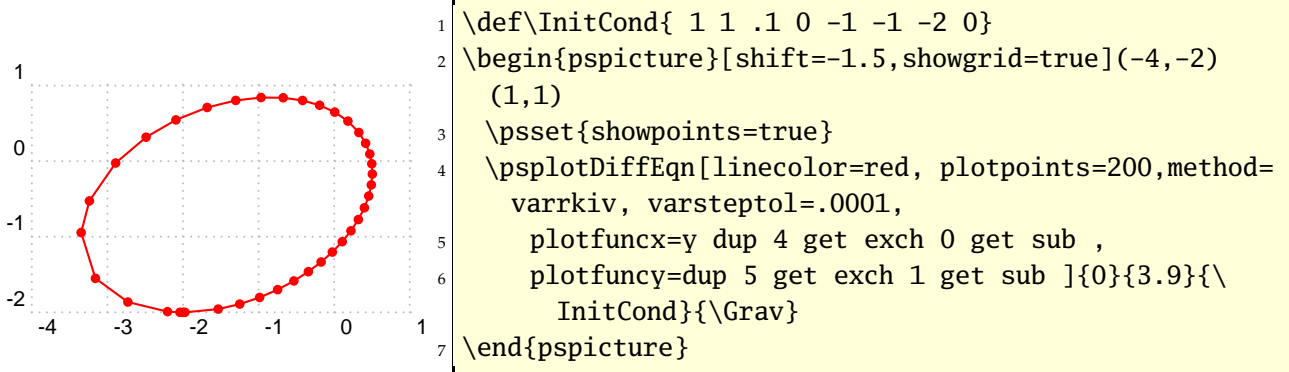 1
0
-1
-2
-4 -3 -2 -1 0 1
1 \def\InitCond{ 1 1 .1 0 -1 -1 -2 0}
2 \begin{pspicture}[shift=-1.5,showgrid=true](-4,-2)
(1,1)
3 \psset{showpoints=true}
4 \psplotDiffEqn[linecolor=red, plotpoints=200,method=
varrkiv, varsteptol=.0001,
5 plotfuncx=y dup 4 get exch 0 get sub ,
6 plotfuncy=dup 5 get exch 1 get sub ]{0}{3.9}{\
InitCond}{\Grav}
7 \end{pspicture}